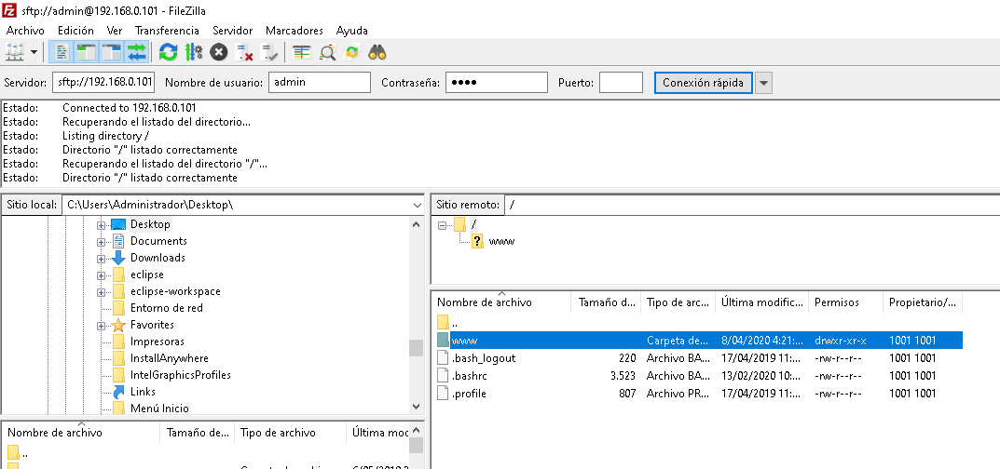 sftp://admin@192.168.0.101 - FileZilla
Archivo Edición Ver Transferencia Servidor Marcadores Ayuda
Servidor: sftp://192.168.0.101 Nombre de usuario: admin Contraseña: ●●●● Puerto: Conexión rápida
Estado: Connected to 192.168.0.101
Estado: Recuperando el listado del directorio...
Estado: Listing directory /
Estado: Directorio "/" listado correctamente
Estado: Recuperando el listado del directorio "/"...
Estado: Directorio "/" listado correctamente
Sitio local: C:\Users\Administrador\Desktop\
Desktop
Documents
Downloads
eclipse
eclipse-workspace
Entorno de red
Favorites
Impresoras
InstallAnywhere
IntelGraphicsProfiles
Links
Menú Inicio
Nombre de archivo Tamaño de... Tipo de archivo Última moc
..
Sitio remoto: /
/
? www
Nombre de archivo Tamaño d... Tipo de arc... Última modific... Permisos Propietario/...
..
www Carpeta de... 8/04/2020 4:21:... drwxr-xr-x 1001 1001
.bash_logout 220 Archivo BA... 17/04/2019 11:... -rw-r--r-- 1001 1001
.bashrc 3.523 Archivo BA... 13/02/2020 10:... -rw-r--r-- 1001 1001
.profile 807 Archivo PR... 17/04/2019 11:... -rw-r--r-- 1001 1001